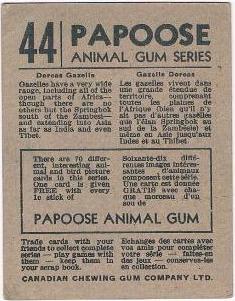 44
PAPOOSE
ANIMAL GUM SERIES
Dorcas Gazelle
Gazelles have a very wide
range, including all of the
open parts of Africa—
though there are no
others but the Springbok
south of the Zambesi—
and extending into Asia
as far as India and even
Tibet.
Gazelle Dorcas
Les gazelles vivent dans
une grande étendue de
territoire, comprenant
toutes les plaines de
l'Afrique (bien qu'il n'y
ait pas d'autres gazelles
que l'élan Springbok au
sud de la Zambesie) et
même en Asie jusqu'aux
Indes et au Thibet
There are 70 differ-
ent, interesting ani-
mal and bird picture
cards in this series.
One card is given
FREE with every
1c stick of
Soixante-dix diffé-
rentes images intéres-
santes d'animaux
composent cette série.
Une carte est donnée
GRATIS avec cha-
que morceau d'un
sou de
PAPOOSE ANIMAL GUM
Trade cards with your
friends to collect complete
series — play games with
them — keep them in
your scrap book.
Echangez des cartes avec
vos amis pour compléter
votre série — faites-en
des jeux — conservez-les
en collection.
CANADIAN CHEWING GUM COMPANY LTD.